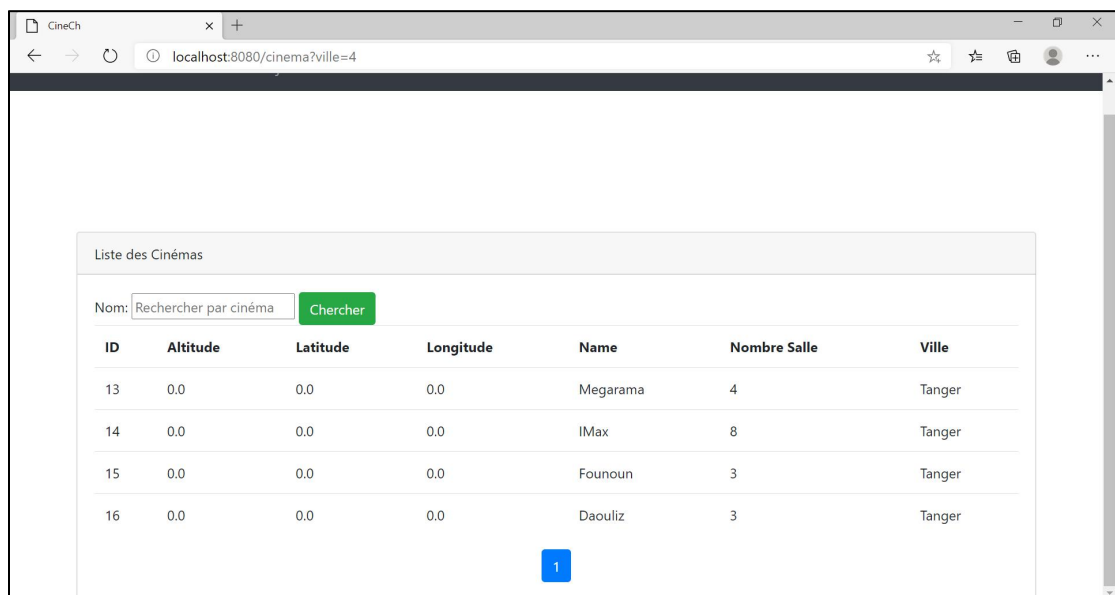 CineCh
localhost:8080/cinema?ville=4
Liste des Cinémas
Nom: Rechercher par cinéma Chercher
ID Altitude Latitude Longitude Name Nombre Salle Ville
13 0.0 0.0 0.0 Megarama 4 Tanger
14 0.0 0.0 0.0 IMax 8 Tanger
15 0.0 0.0 0.0 Founoun 3 Tanger
16 0.0 0.0 0.0 Daouliz 3 Tanger
1